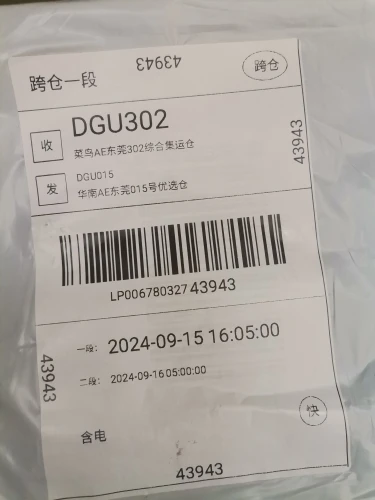 43943
跨仓一段
跨仓
收
DGU302
菜鸟AE东莞302综合集运仓
43943
发
DGU015
华南AE东莞015号优选仓
LP00678032743943
一段： 2024-09-15 16:05:00
二段： 2024-09-16 05:00:00
43943
快
含电
43943